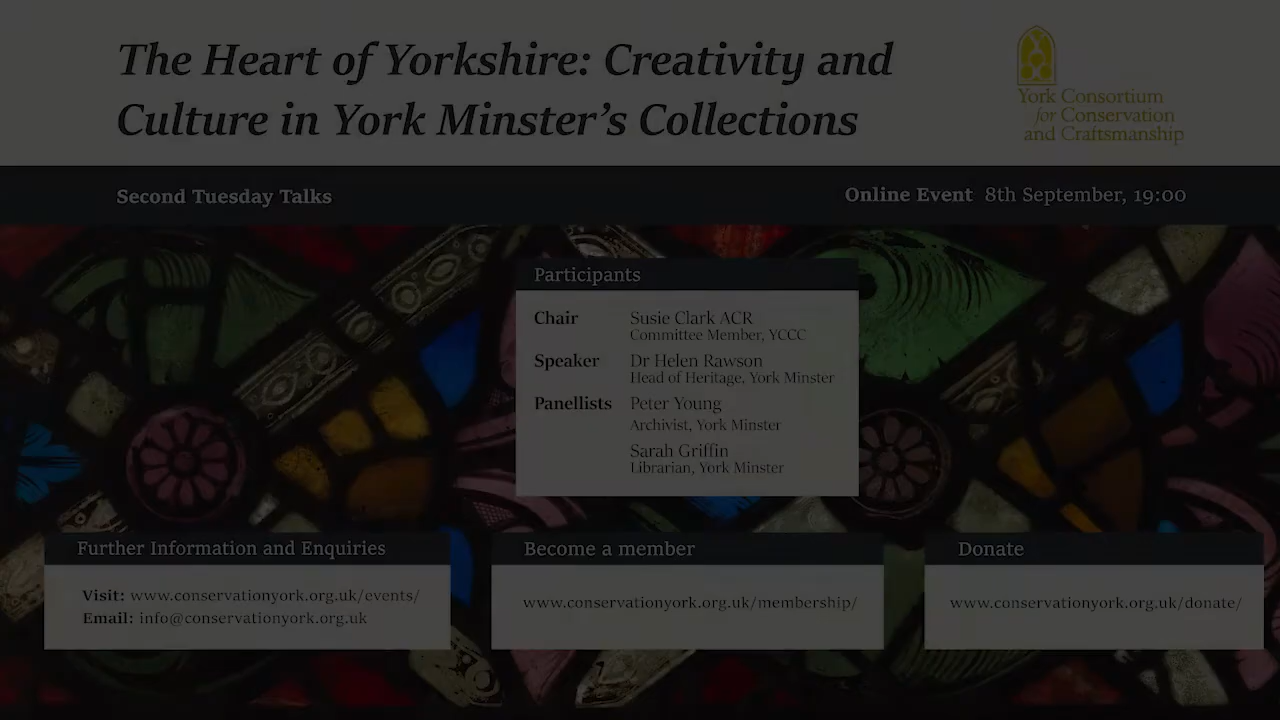 The Heart of Yorkshire: Creativity and
Culture in York Minster's Collections
York Consortium
for Conservation
and Craftsmanship
Second Tuesday Talks
Online Event 8th September, 19:00
Participants
Chair Susie Clark ACR
Committee Member, YCCC
Speaker Dr Helen Rawson
Head of Heritage, York Minster
Panellists Peter Young
Archivist, York Minster
Sarah Griffin
Librarian, York Minster
Further Information and Enquiries
Visit: www.conservationyork.org.uk/events/
Email: info@conservationyork.org.uk
Become a member
www.conservationyork.org.uk/membership/
Donate
www.conservationyork.org.uk/donate/